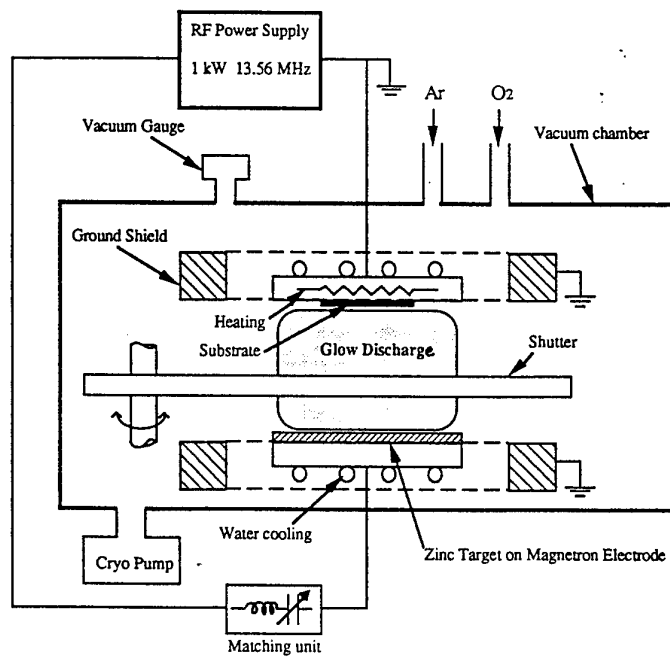 RF Power Supply
1 kW 13.56 MHz
Ar
O2
Vacuum Gauge
Vacuum chamber
Ground Shield
Heating
Substrate
Glow Discharge
Shutter
Water cooling
Zinc Target on Magnetron Electrode
Cryo Pump
Matching unit